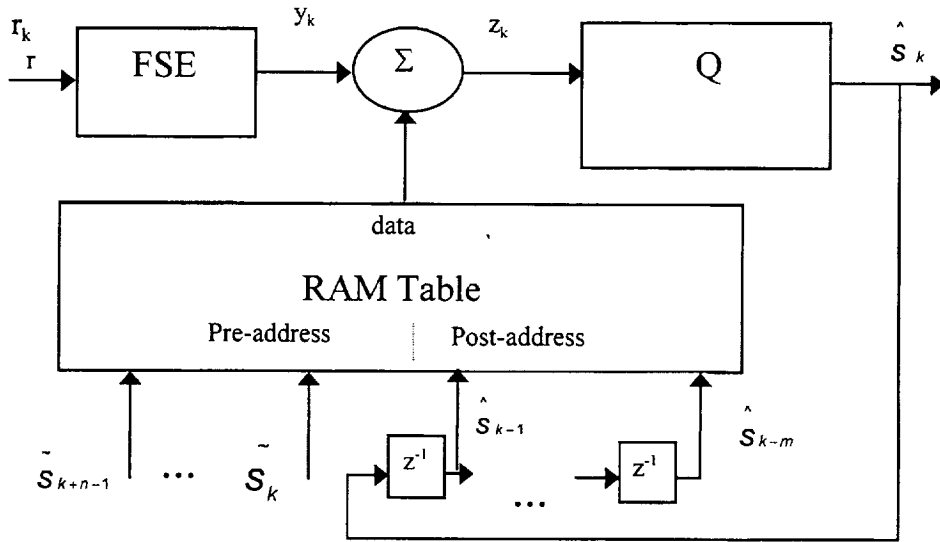 r_k
r
FSE
y_k
Σ
z_k
Q
ŝ_k
data
RAM Table
Pre-address
Post-address
s̃_{k+n-1}
...
s̃_k
z^{-1}
ŝ_{k-1}
...
z^{-1}
ŝ_{k-m}